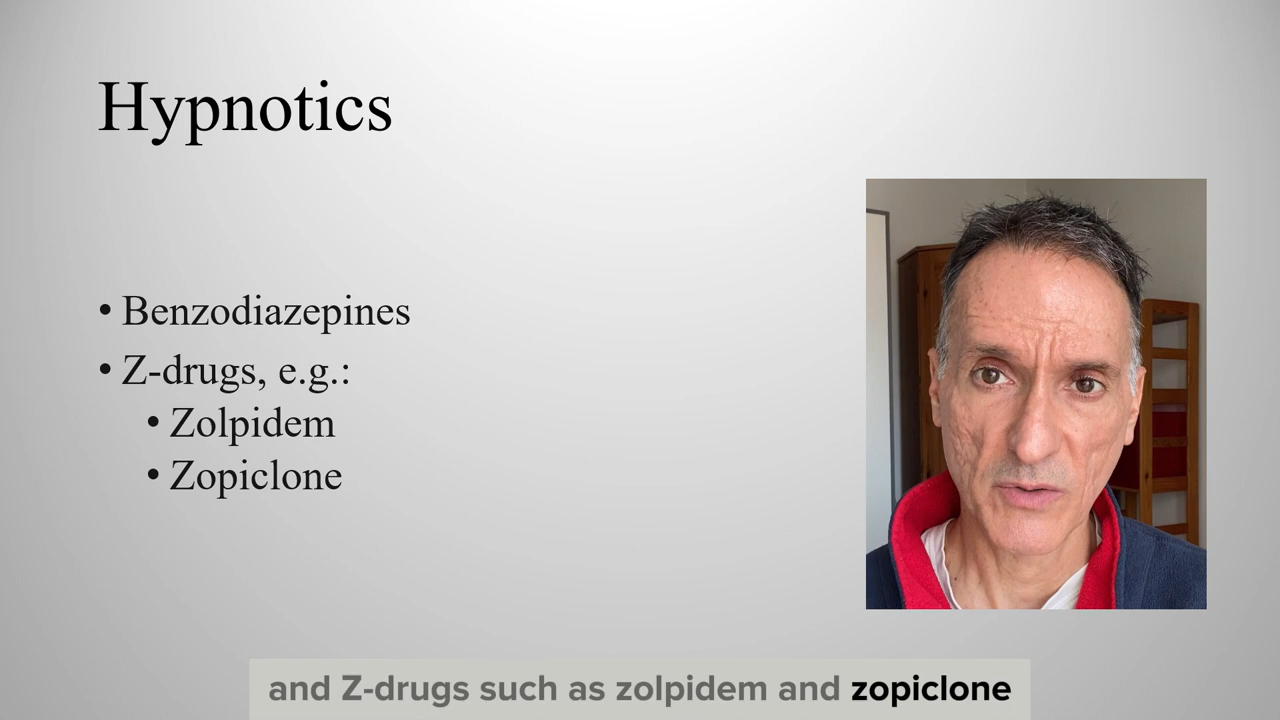 Hypnotics
• Benzodiazepines
• Z-drugs, e.g.:
• Zolpidem
• Zopiclone
and Z-drugs such as zolpidem and zopiclone